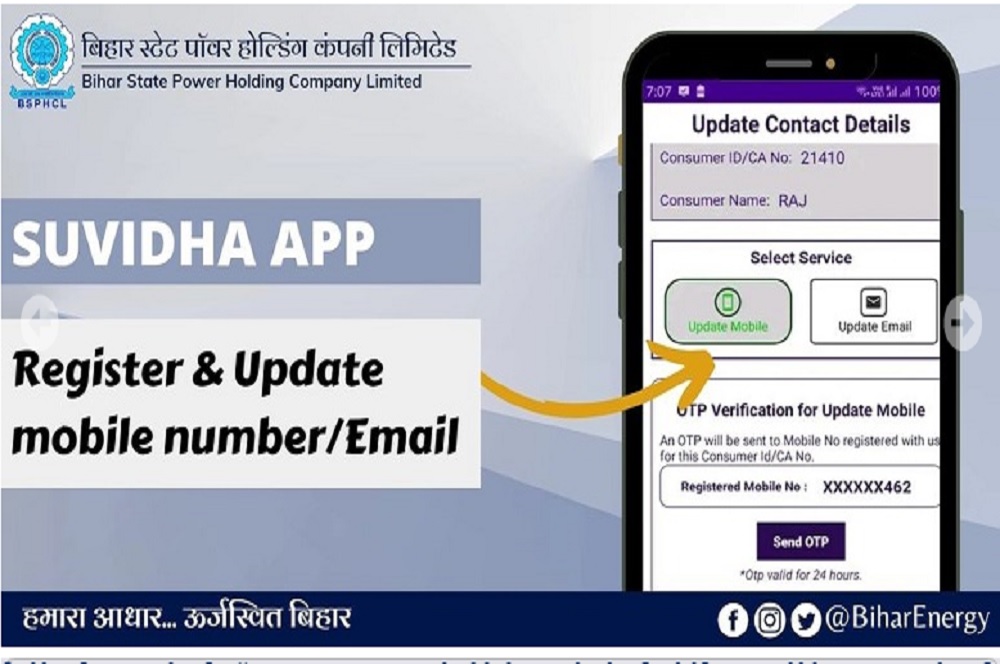 बिहार स्टेट पॉवर होल्डिंग कंपनी लिमिटेड
Bihar State Power Holding Company Limited
BSPHCL
SUVIDHA APP
Register & Update
mobile number/Email
7:07
100%
Update Contact Details
Consumer ID/CA No: 21410
Consumer Name: RAJ
Select Service
Update Mobile
Update Email
OTP Verification for Update Mobile
An OTP will be sent to Mobile No registered with us
for this Consumer Id/CA No.
Registered Mobile No : XXXXXX462
Send OTP
*Otp valid for 24 hours.
हमारा आधार... ऊर्जस्वित बिहार
@BiharEnergy